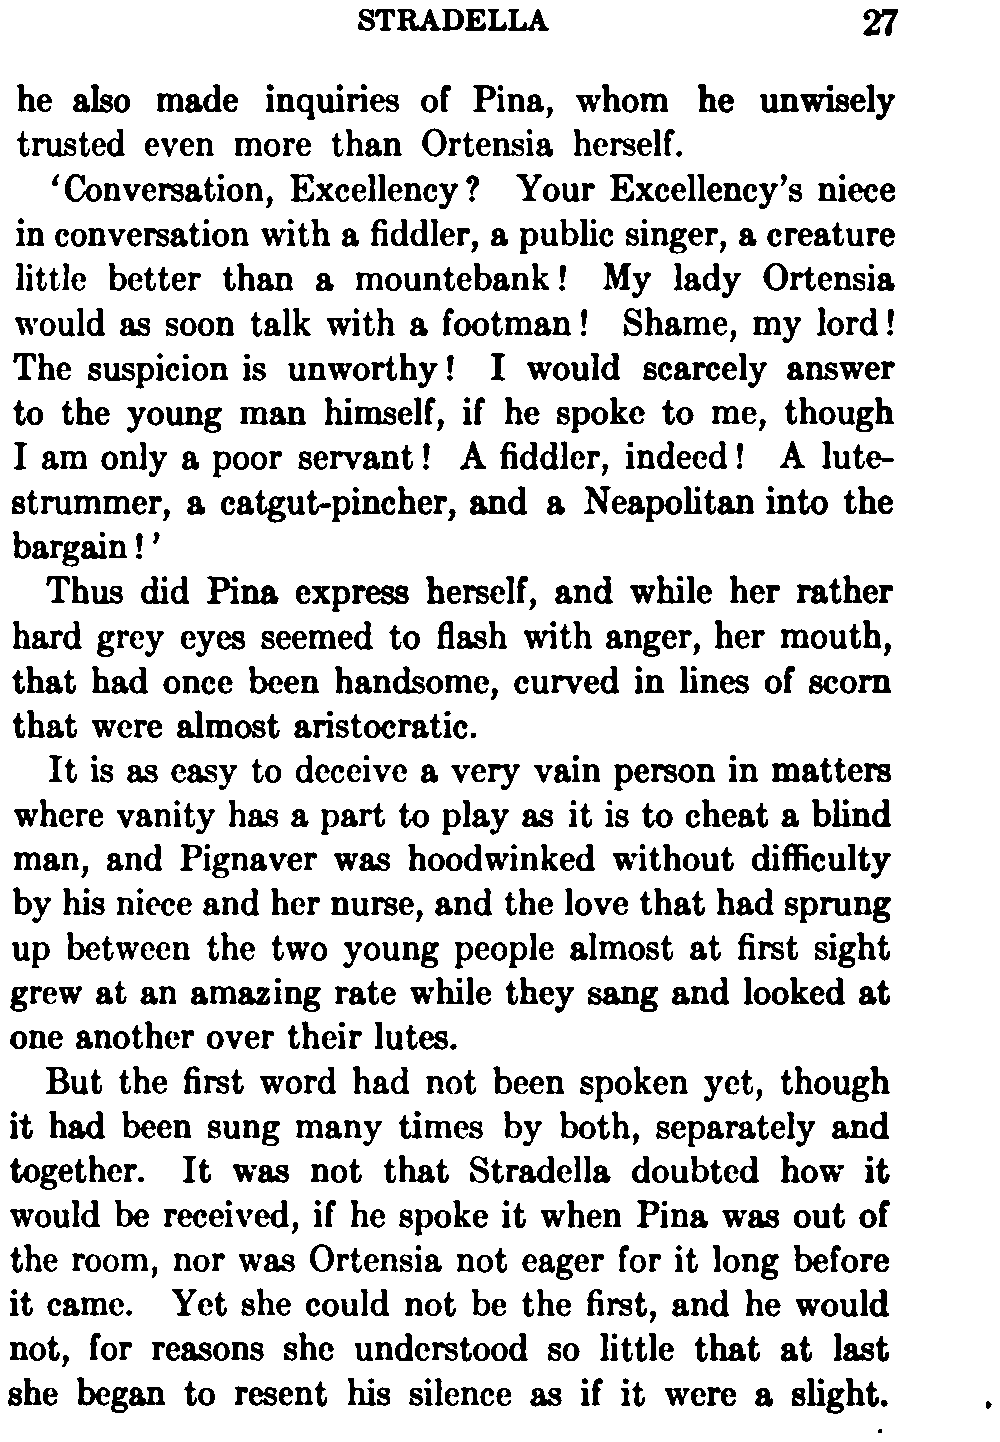 STRADELLA 27
he also made inquiries of Pina, whom he unwisely
trusted even more than Ortensia herself.
‘Conversation, Excellency? Your Excellency’s niece
in conversation with a fiddler, a public singer, a creature
little better than a mountebank! My lady Ortensia
would as soon talk with a footman! Shame, my lord!
The suspicion is unworthy! I would scarcely answer
to the young man himself, if he spoke to me, though
I am only a poor servant! A fiddler, indeed! A lute-
strummer, a catgut-pincher, and a Neapolitan into the
bargain!’
Thus did Pina express herself, and while her rather
hard grey eyes seemed to flash with anger, her mouth,
that had once been handsome, curved in lines of scorn
that were almost aristocratic.
It is as easy to deceive a very vain person in matters
where vanity has a part to play as it is to cheat a blind
man, and Pignaver was hoodwinked without difficulty
by his niece and her nurse, and the love that had sprung
up between the two young people almost at first sight
grew at an amazing rate while they sang and looked at
one another over their lutes.
But the first word had not been spoken yet, though
it had been sung many times by both, separately and
together. It was not that Stradella doubted how it
would be received, if he spoke it when Pina was out of
the room, nor was Ortensia not eager for it long before
it came. Yet she could not be the first, and he would
not, for reasons she understood so little that at last
she began to resent his silence as if it were a slight.